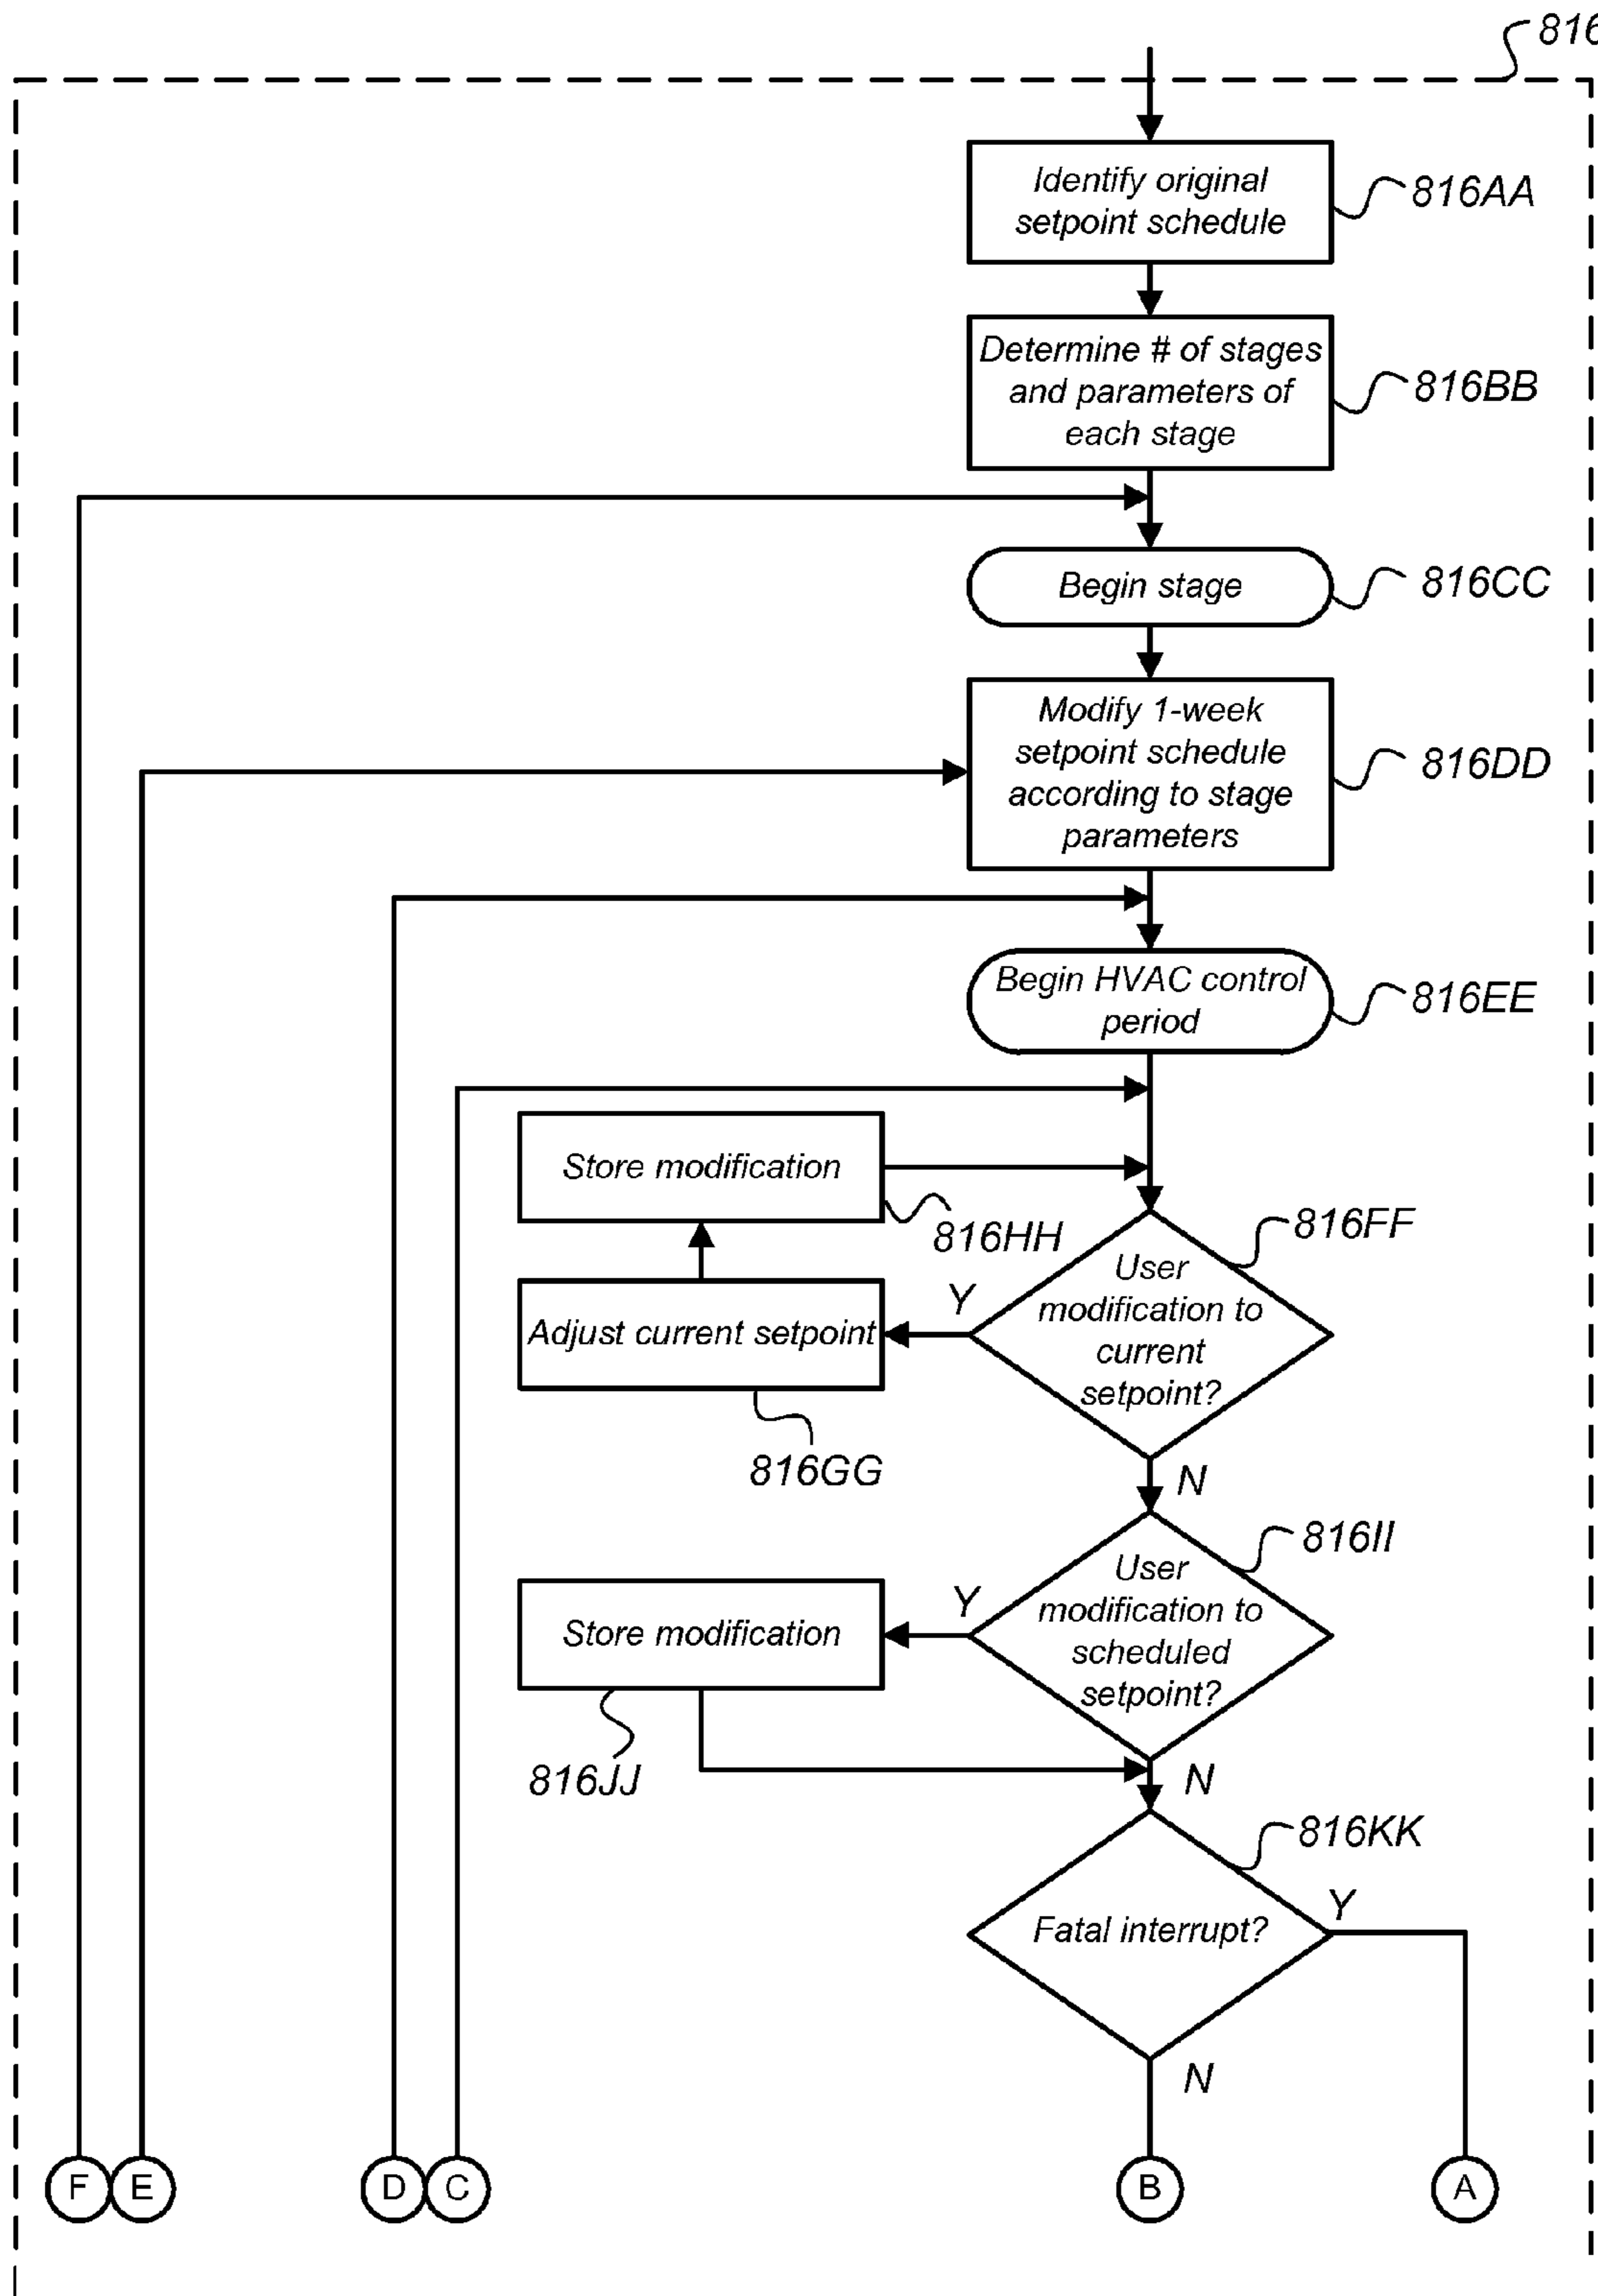 816
Identify original
setpoint schedule
816AA
Determine # of stages
and parameters of
each stage
816BB
Begin stage
816CC
Modify 1-week
setpoint schedule
according to stage
parameters
816DD
Begin HVAC control
period
816EE
Store modification
816HH
816FF
User
modification to
current
setpoint?
Y
Adjust current setpoint
816GG
N
816II
User
modification to
scheduled
setpoint?
Y
Store modification
816JJ
N
816KK
Fatal interrupt?
Y
N
F
E
D
C
B
A